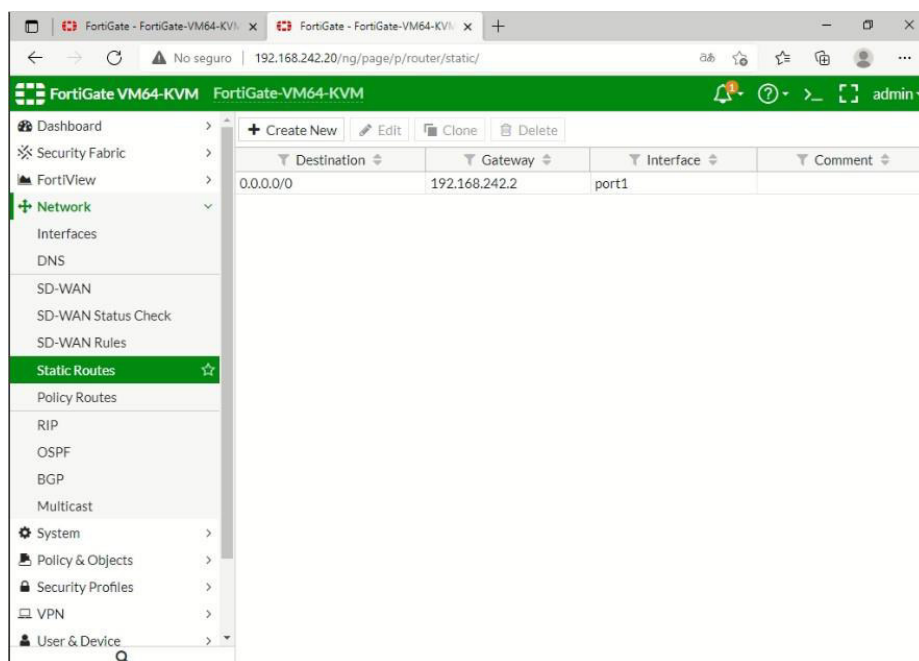 FortiGate - FortiGate-VM64-KVI
FortiGate - FortiGate-VM64-KVI
No seguro 192.168.242.20/ng/page/p/router/static/
FortiGate VM64-KVM FortiGate-VM64-KVM 1 admin
Dashboard
Security Fabric
FortiView
Network
Interfaces
DNS
SD-WAN
SD-WAN Status Check
SD-WAN Rules
Static Routes
Policy Routes
RIP
OSPF
BGP
Multicast
System
Policy & Objects
Security Profiles
VPN
User & Device
Create New Edit Clone Delete
Destination Gateway Interface Comment
0.0.0.0/0 192.168.242.2 port1